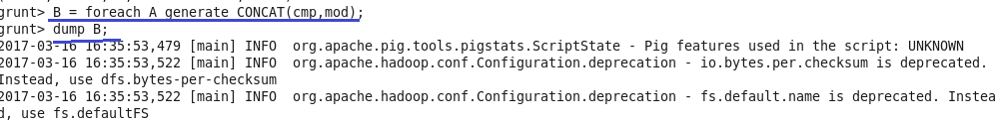 grunt> B = foreach A generate CONCAT(cmp,mod);
grunt> dump B;
2017-03-16 16:35:53,479 [main] INFO  org.apache.pig.tools.pigstats.ScriptState - Pig features used in the script: UNKNOWN
2017-03-16 16:35:53,522 [main] INFO  org.apache.hadoop.conf.Configuration.deprecation - io.bytes.per.checksum is deprecated.
Instead, use dfs.bytes-per-checksum
2017-03-16 16:35:53,522 [main] INFO  org.apache.hadoop.conf.Configuration.deprecation - fs.default.name is deprecated. Instea
d, use fs.defaultFS